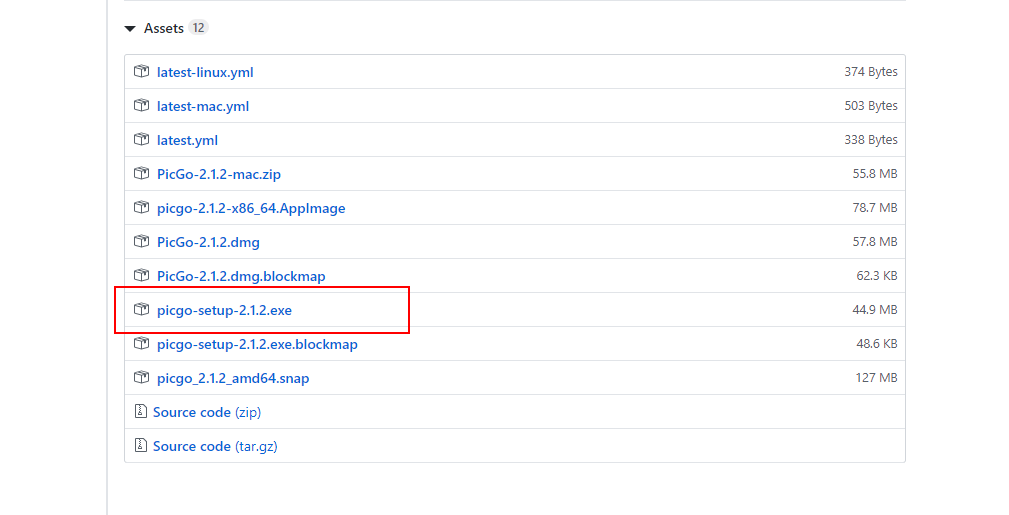 Assets 12
latest-linux.yml 374 Bytes
latest-mac.yml 503 Bytes
latest.yml 338 Bytes
PicGo-2.1.2-mac.zip 55.8 MB
picgo-2.1.2-x86_64.AppImage 78.7 MB
PicGo-2.1.2.dmg 57.8 MB
PicGo-2.1.2.dmg.blockmap 62.3 KB
picgo-setup-2.1.2.exe 44.9 MB
picgo-setup-2.1.2.exe.blockmap 48.6 KB
picgo_2.1.2_amd64.snap 127 MB
Source code (zip)
Source code (tar.gz)